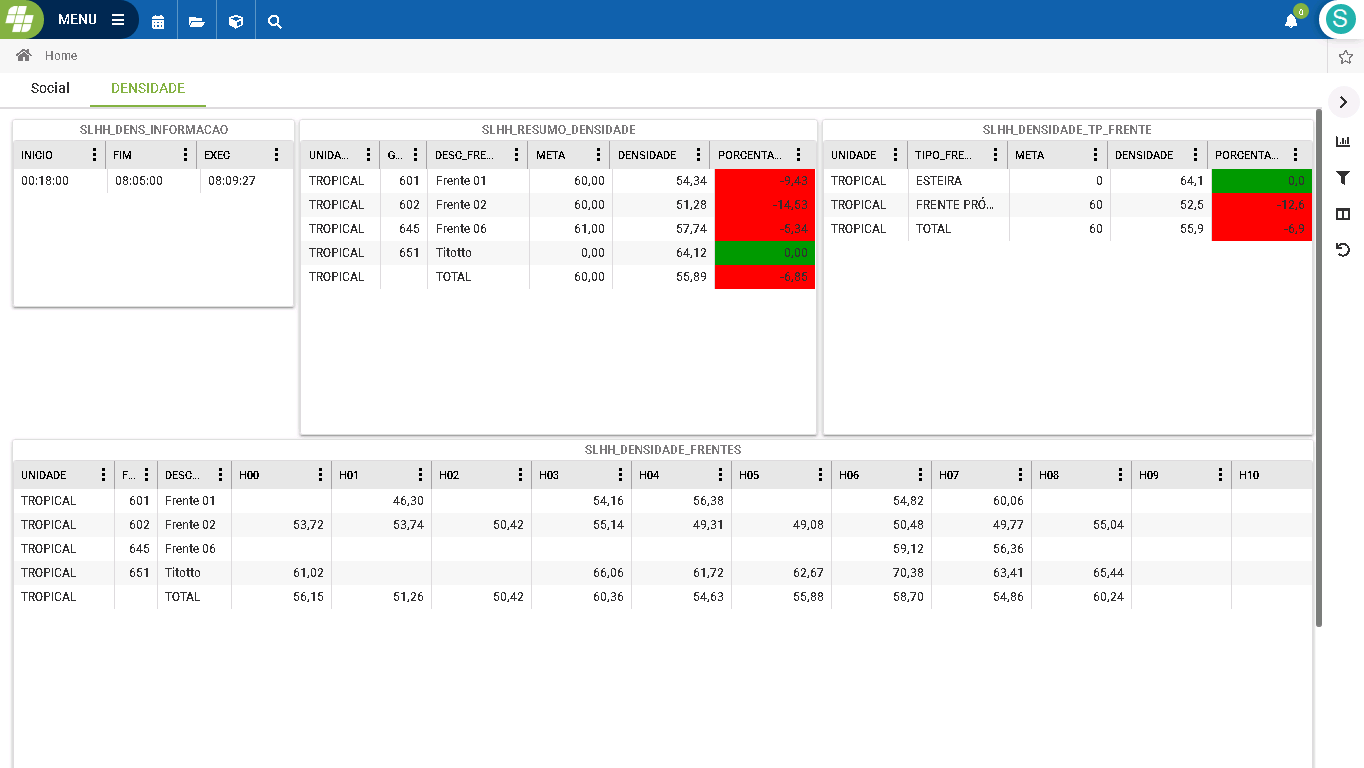 MENU
0
S
Home
Social DENSIDADE
SLHH_DENS_INFORMACAO
INICIO FIM EXEC
00:18:00 08:05:00 08:09:27
SLHH_RESUMO_DENSIDADE
UNIDA... G... DESC_FRE... META DENSIDADE PORCENTA...
TROPICAL 601 Frente 01 60,00 54,34 -9,43
TROPICAL 602 Frente 02 60,00 51,28 -14,53
TROPICAL 645 Frente 06 61,00 57,74 -5,34
TROPICAL 651 Titotto 0,00 64,12 0,00
TROPICAL TOTAL 60,00 55,89 -6,85
SLHH_DENSIDADE_TP_FRENTE
UNIDADE TIPO_FRE... META DENSIDADE PORCENTA...
TROPICAL ESTEIRA 0 64,1 0,0
TROPICAL FRENTE PRÓ... 60 52,5 -12,6
TROPICAL TOTAL 60 55,9 -6,9
SLHH_DENSIDADE_FRENTES
UNIDADE F... DESC... H00 H01 H02 H03 H04 H05 H06 H07 H08 H09 H10
TROPICAL 601 Frente 01 46,30 54,16 56,38 54,82 60,06
TROPICAL 602 Frente 02 53,72 53,74 50,42 55,14 49,31 49,08 50,48 49,77 55,04
TROPICAL 645 Frente 06 59,12 56,36
TROPICAL 651 Titotto 61,02 66,06 61,72 62,67 70,38 63,41 65,44
TROPICAL TOTAL 56,15 51,26 50,42 60,36 54,63 55,88 58,70 54,86 60,24